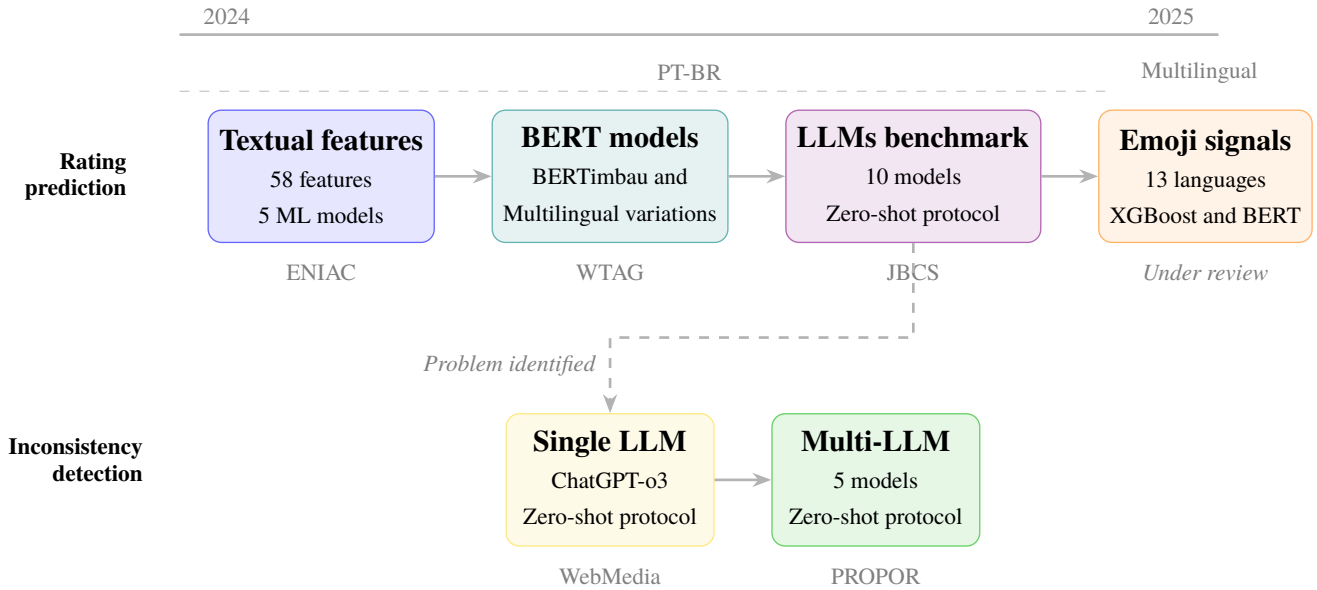 2024
2025
PT-BR
Multilingual
Rating
prediction
Textual features
58 features
5 ML models
BERT models
BERTimbau and
Multilingual variations
LLMs benchmark
10 models
Zero-shot protocol
Emoji signals
13 languages
XGBoost and BERT
ENIAC
WTAG
JBCS
Under review
Problem identified
Inconsistency
detection
Single LLM
ChatGPT-o3
Zero-shot protocol
Multi-LLM
5 models
Zero-shot protocol
WebMedia
PROPOR